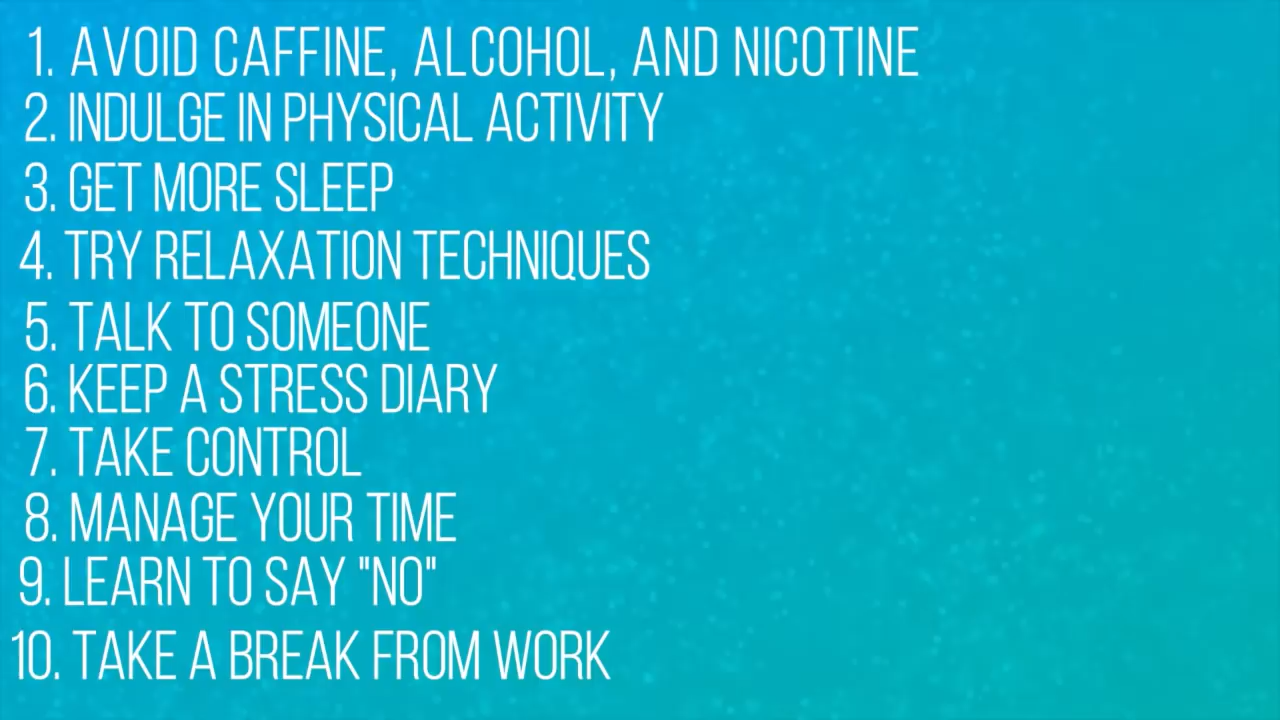 1. AVOID CAFFINE, ALCOHOL, AND NICOTINE
2. INDULGE IN PHYSICAL ACTIVITY
3. GET MORE SLEEP
4. TRY RELAXATION TECHNIQUES
5. TALK TO SOMEONE
6. KEEP A STRESS DIARY
7. TAKE CONTROL
8. MANAGE YOUR TIME
9. LEARN TO SAY "NO"
10. TAKE A BREAK FROM WORK